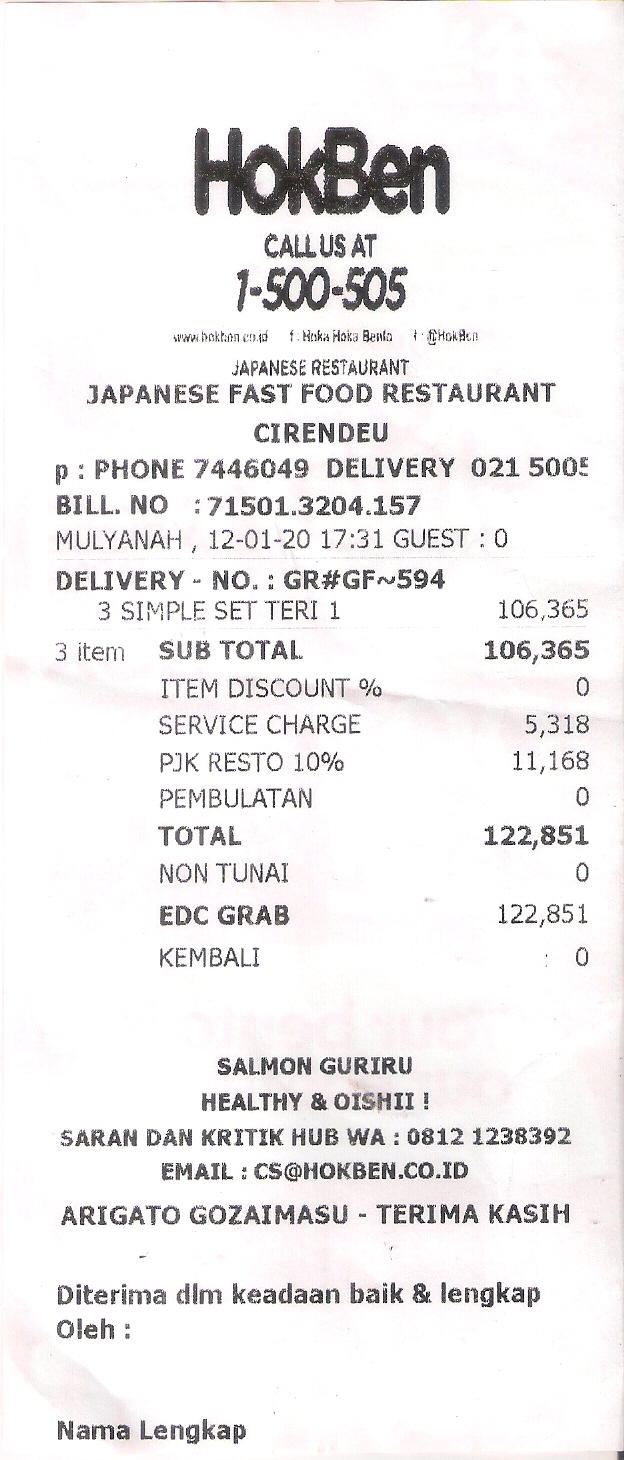 HokBen
CALL US AT
1-500-505
www.hokben.co.id f : Hoka Hoka Bento t : @HokBen
JAPANESE RESTAURANT
JAPANESE FAST FOOD RESTAURANT
CIRENDEU
p : PHONE 7446049 DELIVERY 021 5005
BILL. NO : 71501.3204.157
MULYANAH , 12-01-20 17:31 GUEST : 0
DELIVERY - NO. : GR#GF~594
3 SIMPLE SET TERI 1 106,365
3 item SUB TOTAL 106,365
ITEM DISCOUNT % 0
SERVICE CHARGE 5,318
PJK RESTO 10% 11,168
PEMBULATAN 0
TOTAL 122,851
NON TUNAI 0
EDC GRAB 122,851
KEMBALI : 0
SALMON GURIRU
HEALTHY & OISHII !
SARAN DAN KRITIK HUB WA : 0812 1238392
EMAIL : CS@HOKBEN.CO.ID
ARIGATO GOZAIMASU - TERIMA KASIH
Diterima dlm keadaan baik & lengkap
Oleh :
Nama Lengkap